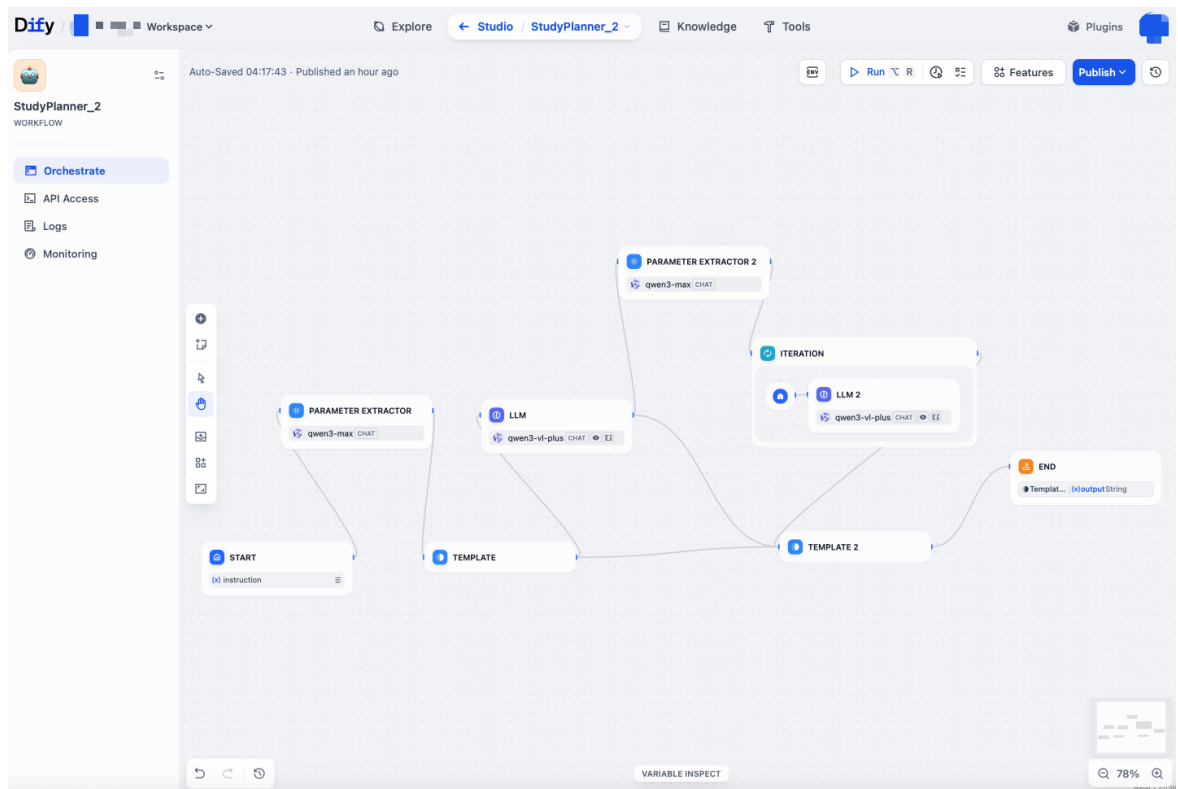 Dify / Workspace
Explore
Studio / StudyPlanner_2
Knowledge
Tools
Plugins
StudyPlanner_2
WORKFLOW
Orchestrate
API Access
Logs
Monitoring
Auto-Saved 04:17:43 · Published an hour ago
ENV
Run ⌥ R
Features
Publish
PARAMETER EXTRACTOR 2
qwen3-max CHAT
ITERATION
LLM 2
qwen3-vl-plus CHAT
PARAMETER EXTRACTOR
qwen3-max CHAT
LLM
qwen3-vl-plus CHAT
END
Templat... (x) output String
START
(x) instruction
TEMPLATE
TEMPLATE 2
VARIABLE INSPECT
78%